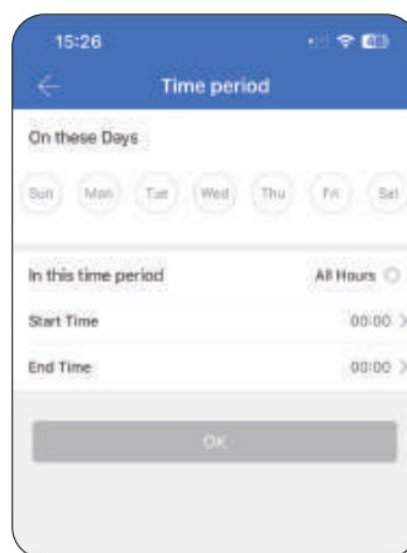 15:26
Time period
On these Days
Sun Mon Tue Wed Thu Fri Sat
In this time period All Hours
Start Time 00:00
End Time 00:00
OK